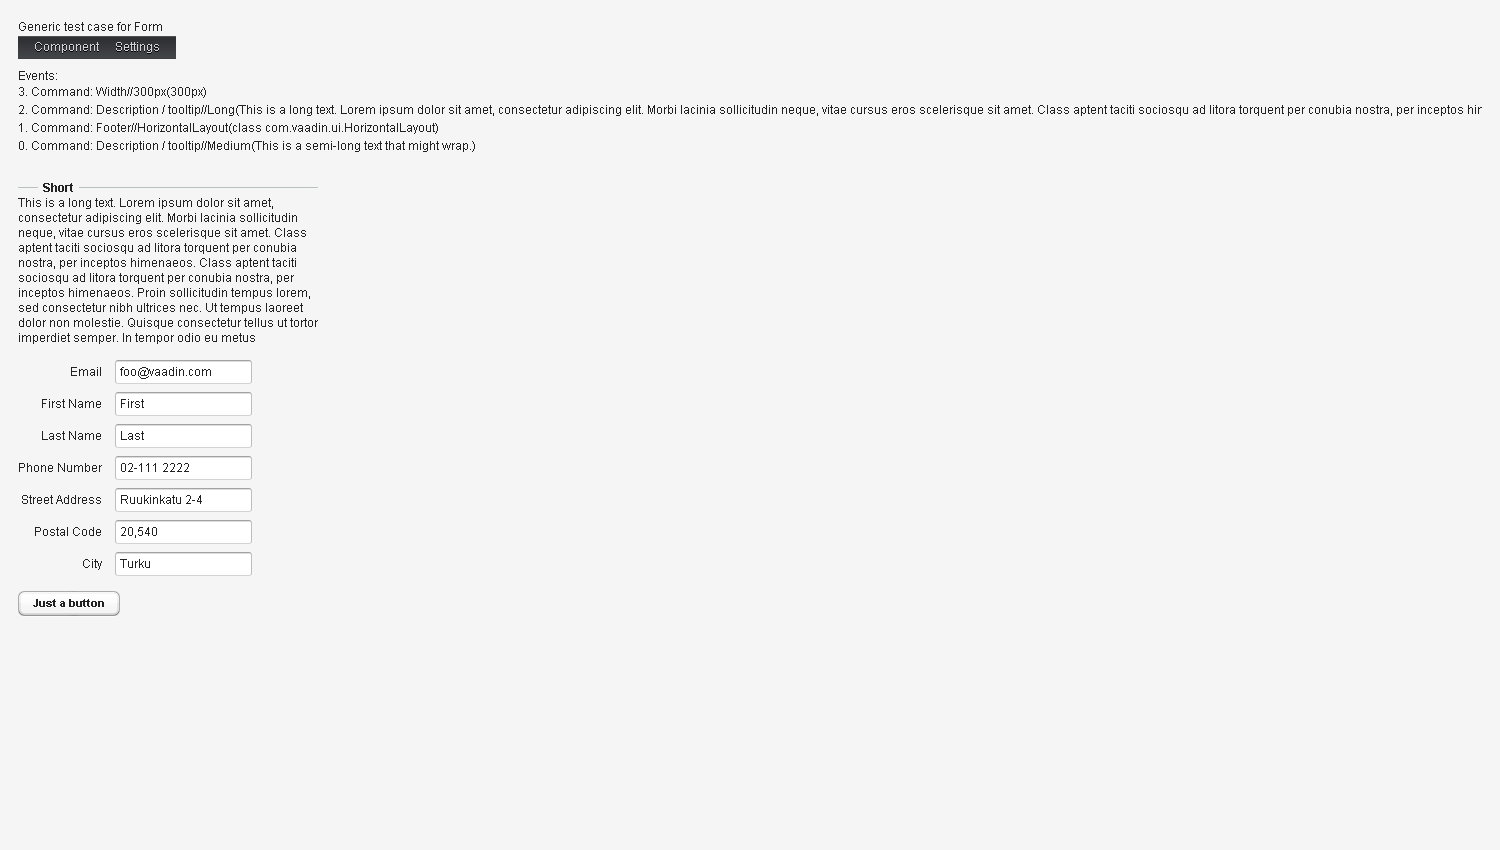 Generic test case for Form
Component Settings
Events:
3. Command: Width//300px(300px)
2. Command: Description / tooltip//Long(This is a long text. Lorem ipsum dolor sit amet, consectetur adipiscing elit. Morbi lacinia sollicitudin neque, vitae cursus eros scelerisque sit amet. Class aptent taciti sociosqu ad litora torquent per conubia nostra, per inceptos hir
1. Command: Footer//HorizontalLayout(class com.vaadin.ui.HorizontalLayout)
0. Command: Description / tooltip//Medium(This is a semi-long text that might wrap.)
Short
This is a long text. Lorem ipsum dolor sit amet,
consectetur adipiscing elit. Morbi lacinia sollicitudin
neque, vitae cursus eros scelerisque sit amet. Class
aptent taciti sociosqu ad litora torquent per conubia
nostra, per inceptos himenaeos. Class aptent taciti
sociosqu ad litora torquent per conubia nostra, per
inceptos himenaeos. Proin sollicitudin tempus lorem,
sed consectetur nibh ultrices nec. Ut tempus laoreet
dolor non molestie. Quisque consectetur tellus ut tortor
imperdiet semper. In tempor odio eu metus
Email foo@vaadin.com
First Name First
Last Name Last
Phone Number 02-111 2222
Street Address Ruukinkatu 2-4
Postal Code 20,540
City Turku
Just a button